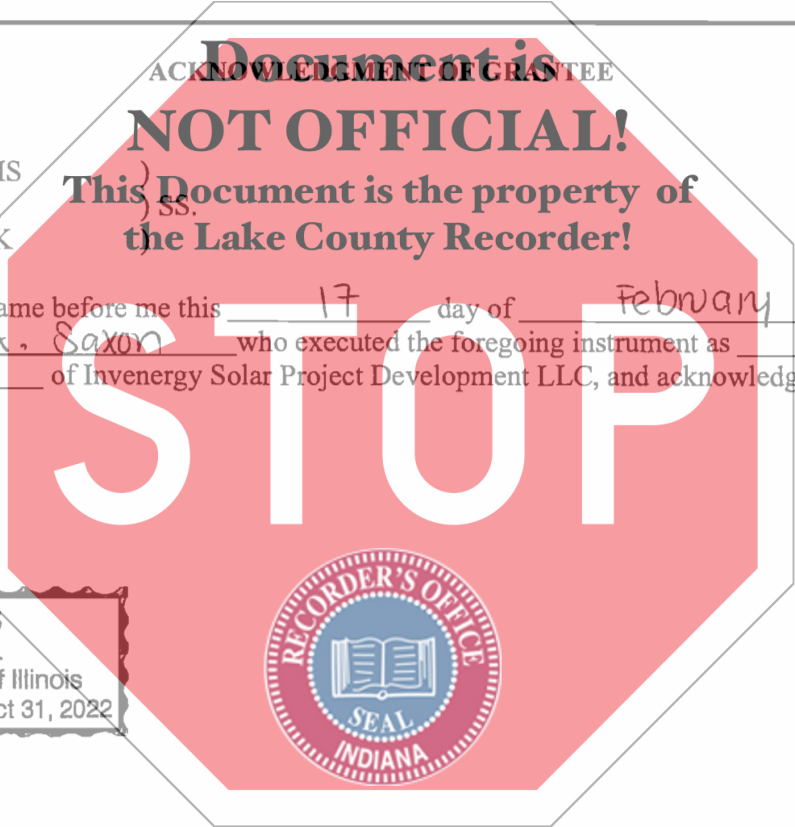 Document is
ACKNOWLEDGMENT OF GRANTEE
NOT OFFICIAL!
IS )
This Document is the property of
) SS.
K )
the Lake County Recorder!
ame before me this 17 day of February
k. Saxon who executed the foregoing instrument as
of Invenergy Solar Project Development LLC, and acknowledg
STOP
RECORDER'S OFFICE
SEAL
INDIANA
f Illinois
ct 31, 2022